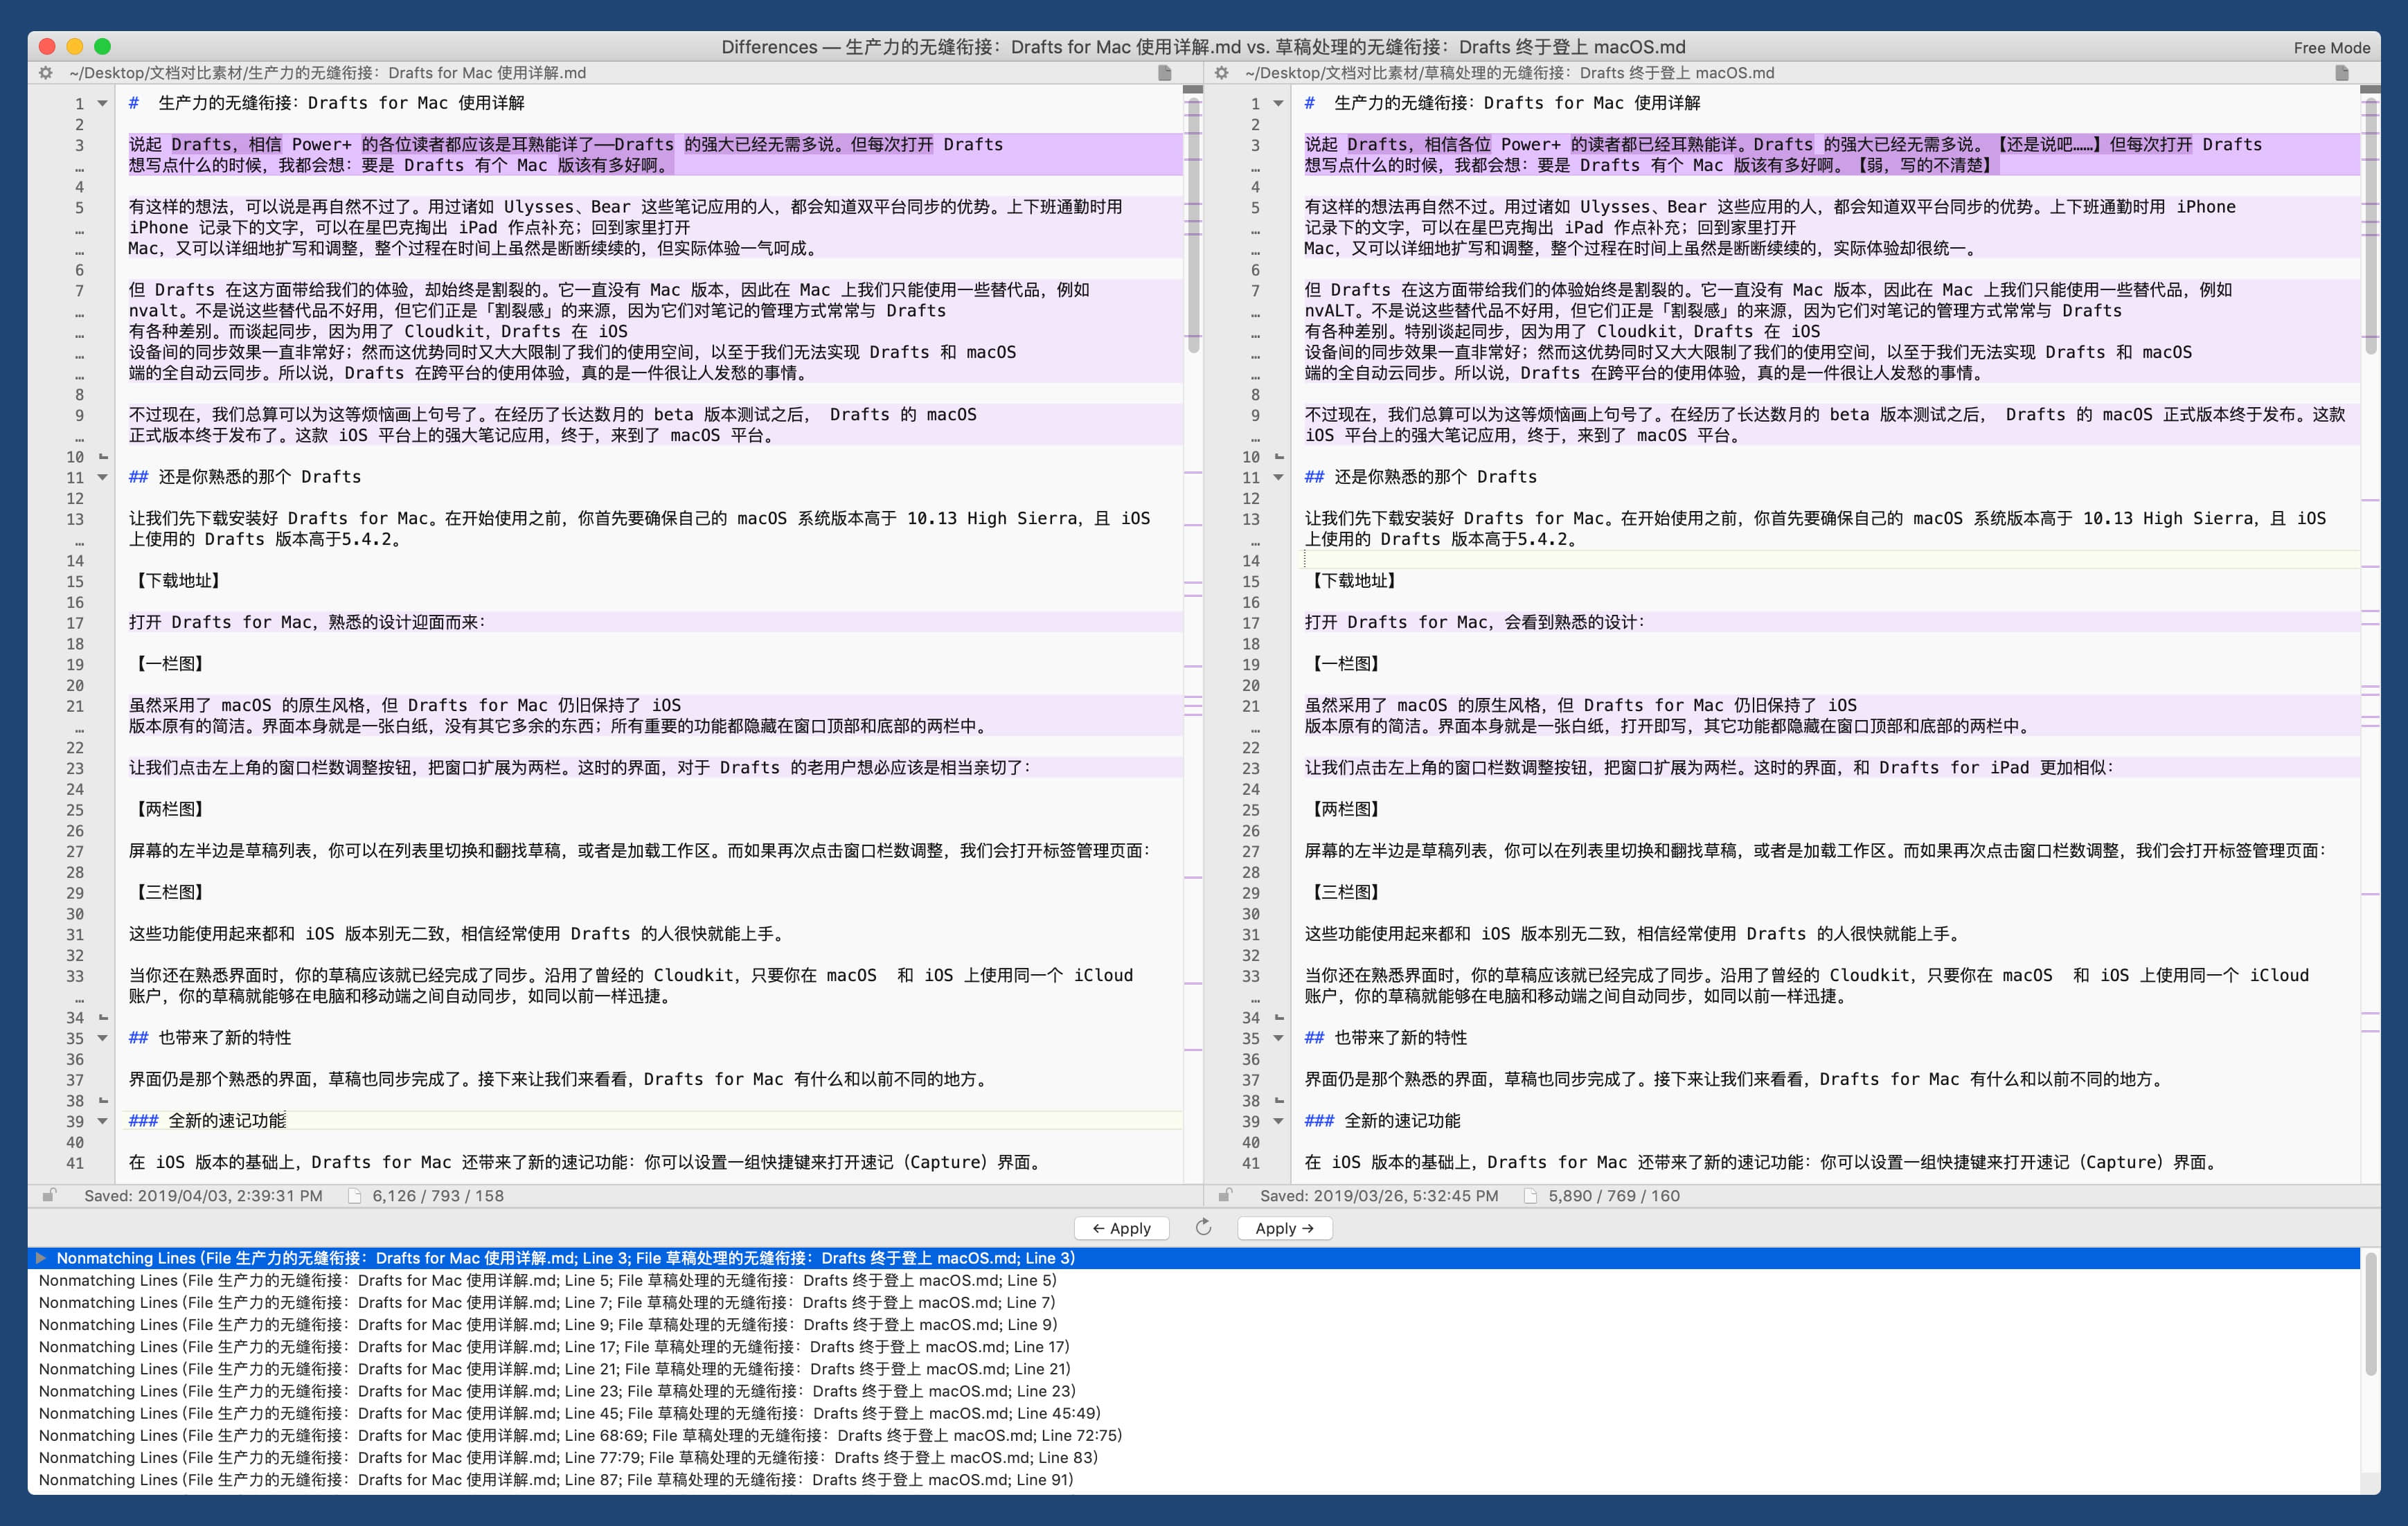 Differences — 生产力的无缝衔接：Drafts for Mac 使用详解.md vs. 草稿处理的无缝衔接：Drafts 终于登上 macOS.md
Free Mode
~/Desktop/文档对比素材/生产力的无缝衔接：Drafts for Mac 使用详解.md
1 # 生产力的无缝衔接：Drafts for Mac 使用详解
2
3 说起 Drafts，相信 Power+ 的各位读者都应该是耳熟能详了——Drafts 的强大已经无需多说。但每次打开 Drafts
… 想写点什么的时候，我都会想：要是 Drafts 有个 Mac 版该有多好啊。
4
5 有这样的想法，可以说是再自然不过了。用过诸如 Ulysses、Bear 这些笔记应用的人，都会知道双平台同步的优势。上下班通勤时用
… iPhone 记录下的文字，可以在星巴克掏出 iPad 作点补充；回到家里打开
… Mac，又可以详细地扩写和调整，整个过程在时间上虽然是断断续续的，但实际体验一气呵成。
6
7 但 Drafts 在这方面带给我们的体验，却始终是割裂的。它一直没有 Mac 版本，因此在 Mac 上我们只能使用一些替代品，例如
… nvalt。不是说这些替代品不好用，但它们正是「割裂感」的来源，因为它们对笔记的管理方式常常与 Drafts
… 有各种差别。而谈起同步，因为用了 Cloudkit，Drafts 在 iOS
… 设备间的同步效果一直非常好；然而这优势同时又大大限制了我们的使用空间，以至于我们无法实现 Drafts 和 macOS
… 端的全自动云同步。所以说，Drafts 在跨平台的使用体验，真的是一件很让人发愁的事情。
8
9 不过现在，我们总算可以为这等烦恼画上句号了。在经历了长达数月的 beta 版本测试之后， Drafts 的 macOS
… 正式版本终于发布了。这款 iOS 平台上的强大笔记应用，终于，来到了 macOS 平台。
10
11 ## 还是你熟悉的那个 Drafts
12
13 让我们先下载安装好 Drafts for Mac。在开始使用之前，你首先要确保自己的 macOS 系统版本高于 10.13 High Sierra，且 iOS
… 上使用的 Drafts 版本高于5.4.2。
14
15 【下载地址】
16
17 打开 Drafts for Mac，熟悉的设计迎面而来：
18
19 【一栏图】
20
21 虽然采用了 macOS 的原生风格，但 Drafts for Mac 仍旧保持了 iOS
… 版本原有的简洁。界面本身就是一张白纸，没有其它多余的东西；所有重要的功能都隐藏在窗口顶部和底部的两栏中。
22
23 让我们点击左上角的窗口栏数调整按钮，把窗口扩展为两栏。这时的界面，对于 Drafts 的老用户想必应该是相当亲切了：
24
25 【两栏图】
26
27 屏幕的左半边是草稿列表，你可以在列表里切换和翻找草稿，或者是加载工作区。而如果再次点击窗口栏数调整，我们会打开标签管理页面：
28
29 【三栏图】
30
31 这些功能使用起来都和 iOS 版本别无二致，相信经常使用 Drafts 的人很快就能上手。
32
33 当你还在熟悉界面时，你的草稿应该就已经完成了同步。沿用了曾经的 Cloudkit，只要你在 macOS  和 iOS 上使用同一个 iCloud
… 账户，你的草稿就能够在电脑和移动端之间自动同步，如同以前一样迅捷。
34
35 ## 也带来了新的特性
36
37 界面仍是那个熟悉的界面，草稿也同步完成了。接下来让我们来看看，Drafts for Mac 有什么和以前不同的地方。
38
39 ### 全新的速记功能
40
41 在 iOS 版本的基础上，Drafts for Mac 还带来了新的速记功能：你可以设置一组快捷键来打开速记（Capture）界面。
Saved: 2019/04/03, 2:39:31 PM 6,126 / 793 / 158
~/Desktop/文档对比素材/草稿处理的无缝衔接：Drafts 终于登上 macOS.md
1 # 生产力的无缝衔接：Drafts for Mac 使用详解
2
3 说起 Drafts，相信各位 Power+ 的读者都已经耳熟能详。Drafts 的强大已经无需多说。【还是说吧……】但每次打开 Drafts
… 想写点什么的时候，我都会想：要是 Drafts 有个 Mac 版该有多好啊。【弱，写的不清楚】
4
5 有这样的想法再自然不过。用过诸如 Ulysses、Bear 这些应用的人，都会知道双平台同步的优势。上下班通勤时用 iPhone
… 记录下的文字，可以在星巴克掏出 iPad 作点补充；回到家里打开
… Mac，又可以详细地扩写和调整，整个过程在时间上虽然是断断续续的，实际体验却很统一。
6
7 但 Drafts 在这方面带给我们的体验始终是割裂的。它一直没有 Mac 版本，因此在 Mac 上我们只能使用一些替代品，例如
… nvALT。不是说这些替代品不好用，但它们正是「割裂感」的来源，因为它们对笔记的管理方式常常与 Drafts
… 有各种差别。特别谈起同步，因为用了 Cloudkit，Drafts 在 iOS
… 设备间的同步效果一直非常好；然而这优势同时又大大限制了我们的使用空间，以至于我们无法实现 Drafts 和 macOS
… 端的全自动云同步。所以说，Drafts 在跨平台的使用体验，真的是一件很让人发愁的事情。
8
9 不过现在，我们总算可以为这等烦恼画上句号了。在经历了长达数月的 beta 版本测试之后， Drafts 的 macOS 正式版本终于发布。这款
… iOS 平台上的强大笔记应用，终于，来到了 macOS 平台。
10
11 ## 还是你熟悉的那个 Drafts
12
13 让我们先下载安装好 Drafts for Mac。在开始使用之前，你首先要确保自己的 macOS 系统版本高于 10.13 High Sierra，且 iOS
… 上使用的 Drafts 版本高于5.4.2。
14
15 【下载地址】
16
17 打开 Drafts for Mac，会看到熟悉的设计：
18
19 【一栏图】
20
21 虽然采用了 macOS 的原生风格，但 Drafts for Mac 仍旧保持了 iOS
… 版本原有的简洁。界面本身就是一张白纸，打开即写，其它功能都隐藏在窗口顶部和底部的两栏中。
22
23 让我们点击左上角的窗口栏数调整按钮，把窗口扩展为两栏。这时的界面，和 Drafts for iPad 更加相似：
24
25 【两栏图】
26
27 屏幕的左半边是草稿列表，你可以在列表里切换和翻找草稿，或者是加载工作区。而如果再次点击窗口栏数调整，我们会打开标签管理页面：
28
29 【三栏图】
30
31 这些功能使用起来都和 iOS 版本别无二致，相信经常使用 Drafts 的人很快就能上手。
32
33 当你还在熟悉界面时，你的草稿应该就已经完成了同步。沿用了曾经的 Cloudkit，只要你在 macOS  和 iOS 上使用同一个 iCloud
… 账户，你的草稿就能够在电脑和移动端之间自动同步，如同以前一样迅捷。
34
35 ## 也带来了新的特性
36
37 界面仍是那个熟悉的界面，草稿也同步完成了。接下来让我们来看看，Drafts for Mac 有什么和以前不同的地方。
38
39 ### 全新的速记功能
40
41 在 iOS 版本的基础上，Drafts for Mac 还带来了新的速记功能：你可以设置一组快捷键来打开速记（Capture）界面。
Saved: 2019/03/26, 5:32:45 PM 5,890 / 769 / 160
← Apply
Apply →
Nonmatching Lines (File 生产力的无缝衔接：Drafts for Mac 使用详解.md; Line 3; File 草稿处理的无缝衔接：Drafts 终于登上 macOS.md; Line 3)
Nonmatching Lines (File 生产力的无缝衔接：Drafts for Mac 使用详解.md; Line 5; File 草稿处理的无缝衔接：Drafts 终于登上 macOS.md; Line 5)
Nonmatching Lines (File 生产力的无缝衔接：Drafts for Mac 使用详解.md; Line 7; File 草稿处理的无缝衔接：Drafts 终于登上 macOS.md; Line 7)
Nonmatching Lines (File 生产力的无缝衔接：Drafts for Mac 使用详解.md; Line 9; File 草稿处理的无缝衔接：Drafts 终于登上 macOS.md; Line 9)
Nonmatching Lines (File 生产力的无缝衔接：Drafts for Mac 使用详解.md; Line 17; File 草稿处理的无缝衔接：Drafts 终于登上 macOS.md; Line 17)
Nonmatching Lines (File 生产力的无缝衔接：Drafts for Mac 使用详解.md; Line 21; File 草稿处理的无缝衔接：Drafts 终于登上 macOS.md; Line 21)
Nonmatching Lines (File 生产力的无缝衔接：Drafts for Mac 使用详解.md; Line 23; File 草稿处理的无缝衔接：Drafts 终于登上 macOS.md; Line 23)
Nonmatching Lines (File 生产力的无缝衔接：Drafts for Mac 使用详解.md; Line 45; File 草稿处理的无缝衔接：Drafts 终于登上 macOS.md; Line 45:49)
Nonmatching Lines (File 生产力的无缝衔接：Drafts for Mac 使用详解.md; Line 68:69; File 草稿处理的无缝衔接：Drafts 终于登上 macOS.md; Line 72:75)
Nonmatching Lines (File 生产力的无缝衔接：Drafts for Mac 使用详解.md; Line 77:79; File 草稿处理的无缝衔接：Drafts 终于登上 macOS.md; Line 83)
Nonmatching Lines (File 生产力的无缝衔接：Drafts for Mac 使用详解.md; Line 87; File 草稿处理的无缝衔接：Drafts 终于登上 macOS.md; Line 91)